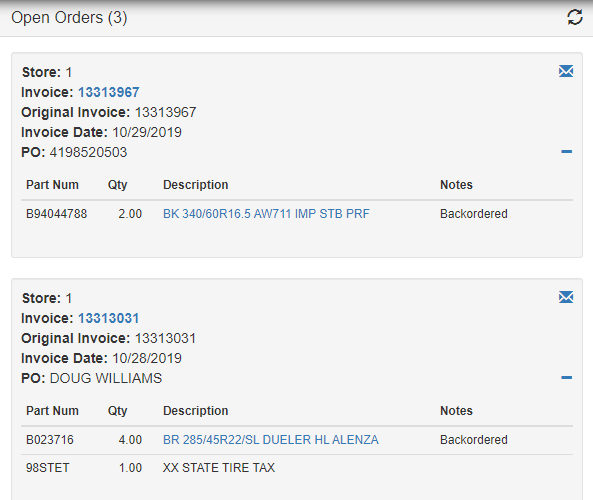 Open Orders (3)
Store: 1
Invoice: 13313967
Original Invoice: 13313967
Invoice Date: 10/29/2019
PO: 4198520503
Part Num Qty Description Notes
B94044788 2.00 BK 340/60R16.5 AW711 IMP STB PRF Backordered
Store: 1
Invoice: 13313031
Original Invoice: 13313031
Invoice Date: 10/28/2019
PO: DOUG WILLIAMS
Part Num Qty Description Notes
B023716 4.00 BR 285/45R22/SL DUELER HL ALENZA Backordered
98STET 1.00 XX STATE TIRE TAX